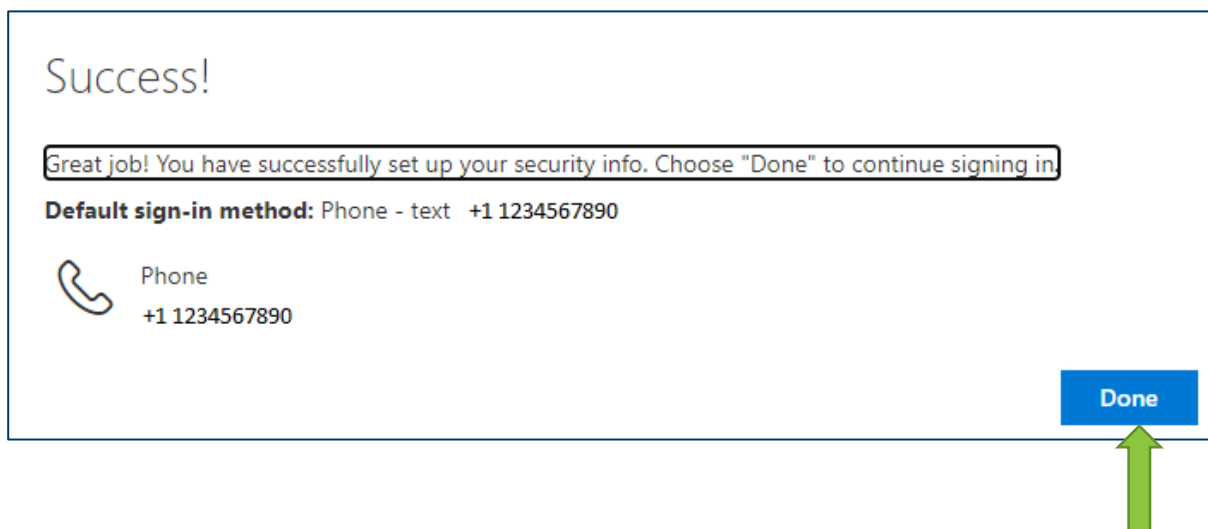 Success!
Great job! You have successfully set up your security info. Choose "Done" to continue signing in.
Default sign-in method: Phone - text +1 1234567890
Phone
+1 1234567890
Done